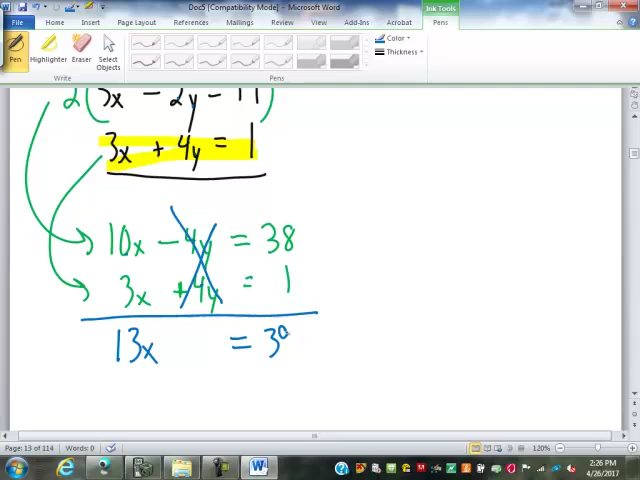 Doc5 [Compatibility Mode] - Microsoft Word
Ink Tools
File Home Insert Page Layout References Mailings Review View Add-Ins Acrobat Pens
Pen Highlighter Eraser Select Objects
Color
Thickness
Write
Pens
3x + 4y = 1
10x - 4y = 38
3x + 4y = 1
13x = 39
Page: 13 of 114 Words: 0 120%
2:26 PM
4/26/2017